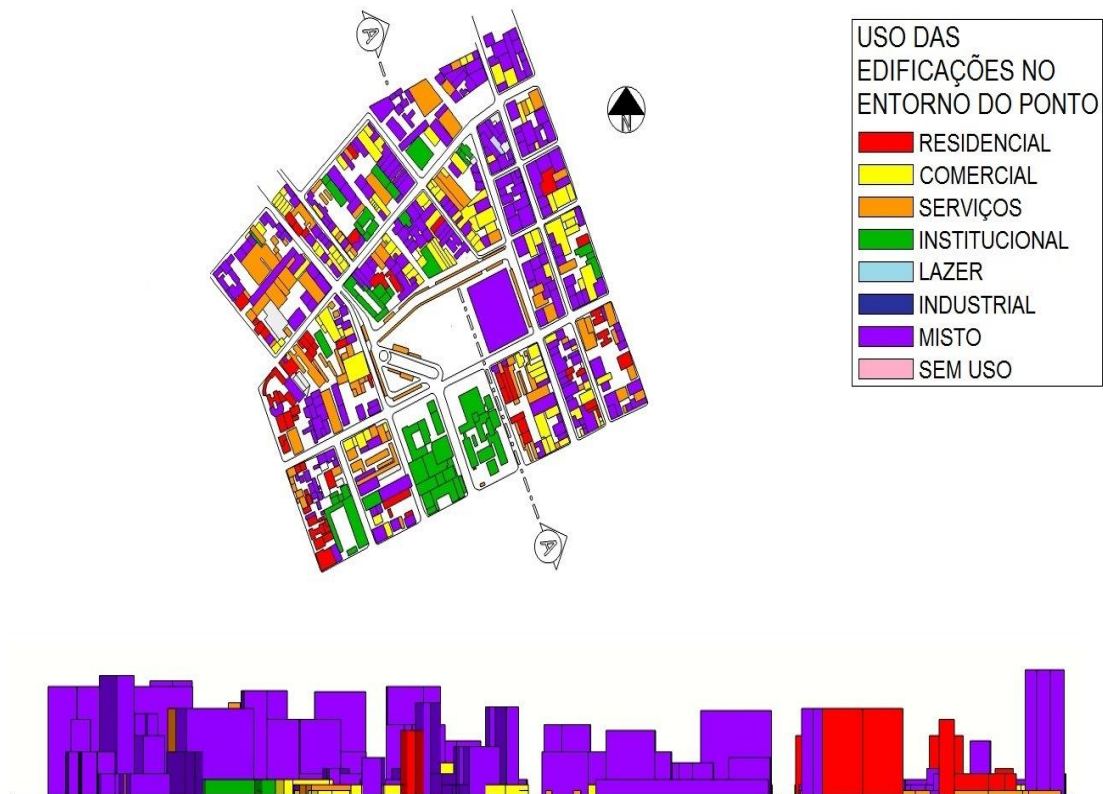 A
N
USO DAS
EDIFICAÇÕES NO
ENTORNO DO PONTO
RESIDENCIAL
COMERCIAL
SERVIÇOS
INSTITUCIONAL
LAZER
INDUSTRIAL
MISTO
SEM USO
A